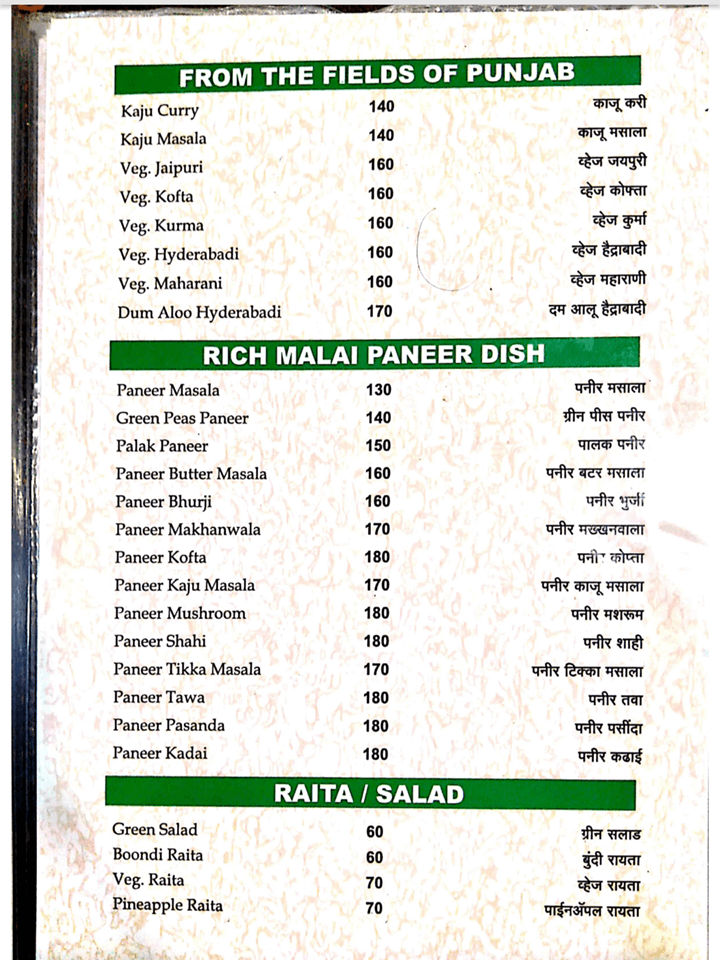 FROM THE FIELDS OF PUNJAB
Kaju Curry 140 काजू करी
Kaju Masala 140 काजू मसाला
Veg. Jaipuri 160 व्हेज जयपुरी
Veg. Kofta 160 व्हेज कोफ्ता
Veg. Kurma 160 व्हेज कुर्मा
Veg. Hyderabadi 160 व्हेज हैद्राबादी
Veg. Maharani 160 व्हेज महाराणी
Dum Aloo Hyderabadi 170 दम आलू हैद्राबादी
RICH MALAI PANEER DISH
Paneer Masala 130 पनीर मसाला
Green Peas Paneer 140 ग्रीन पीस पनीर
Palak Paneer 150 पालक पनीर
Paneer Butter Masala 160 पनीर बटर मसाला
Paneer Bhurji 160 पनीर भुर्जी
Paneer Makhanwala 170 पनीर मख्खनवाला
Paneer Kofta 180 पनीर कोप्ता
Paneer Kaju Masala 170 पनीर काजू मसाला
Paneer Mushroom 180 पनीर मशरूम
Paneer Shahi 180 पनीर शाही
Paneer Tikka Masala 170 पनीर टिक्का मसाला
Paneer Tawa 180 पनीर तवा
Paneer Pasanda 180 पनीर पसींदा
Paneer Kadai 180 पनीर कढाई
RAITA / SALAD
Green Salad 60 ग्रीन सलाड
Boondi Raita 60 बुंदी रायता
Veg. Raita 70 व्हेज रायता
Pineapple Raita 70 पाईनॲपल रायता